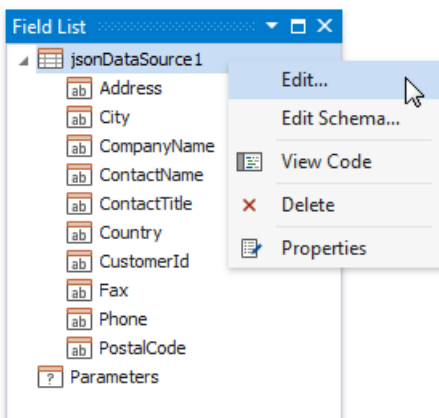 Field List
jsonDataSource1
Address
City
CompanyName
ContactName
ContactTitle
Country
CustomerId
Fax
Phone
PostalCode
Parameters
Edit...
Edit Schema...
View Code
Delete
Properties